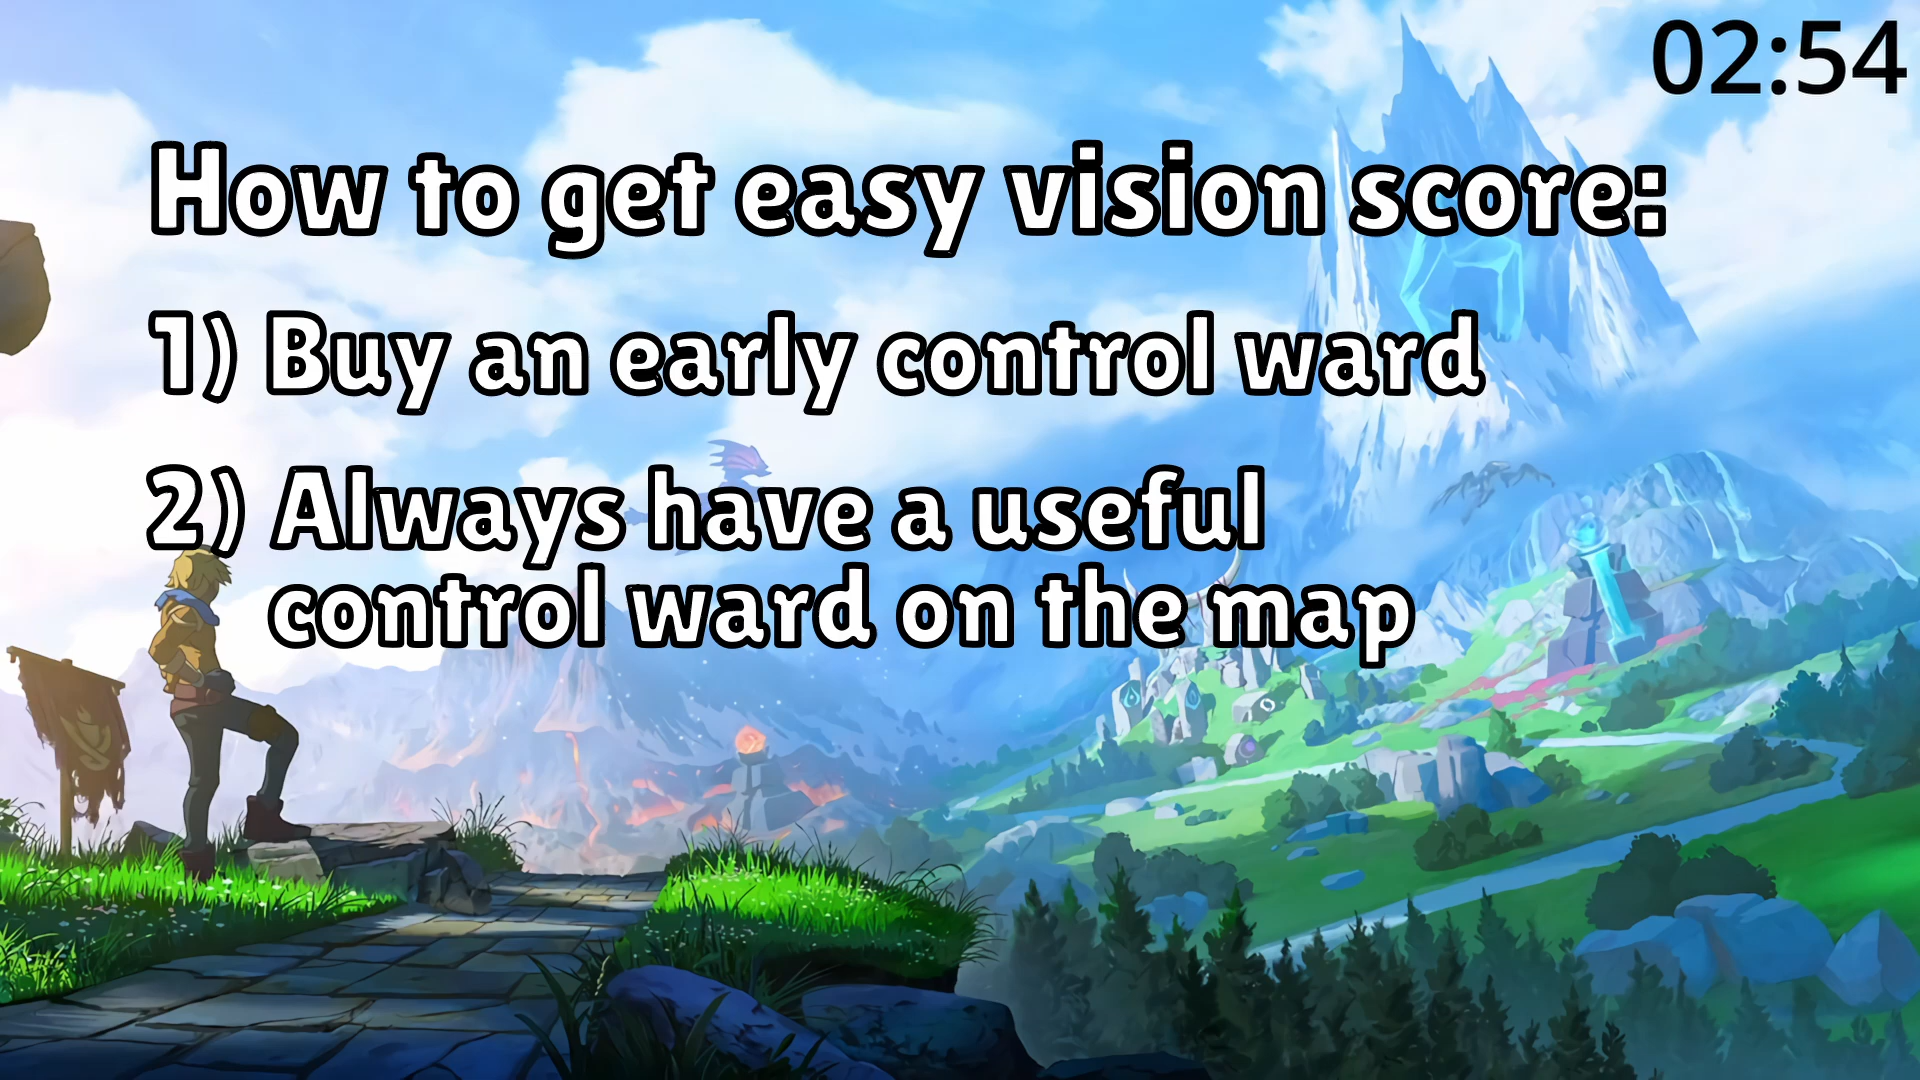 02:54
How to get easy vision score:
1) Buy an early control ward
2) Always have a useful
control ward on the map